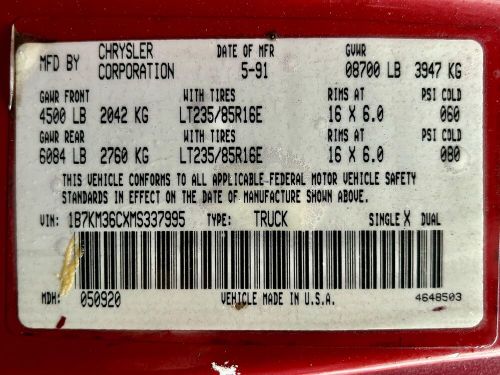 MFD BY CHRYSLER CORPORATION DATE OF MFR 5-91 GVWR 08700 LB 3947 KG
GAWR FRONT WITH TIRES RIMS AT PSI COLD
4500 LB 2042 KG LT235/85R16E 16 X 6.0 060
GAWR REAR WITH TIRES RIMS AT PSI COLD
6084 LB 2760 KG LT235/85R16E 16 X 6.0 080
THIS VEHICLE CONFORMS TO ALL APPLICABLE-FEDERAL MOTOR VEHICLE SAFETY
STANDARDS IN EFFECT ON THE DATE OF MANUFACTURE SHOWN ABOVE.
VIN: 1B7KM36CXMS337995 TYPE: TRUCK SINGLE X DUAL
MDH: 050920 VEHICLE MADE IN U.S.A. 4648503